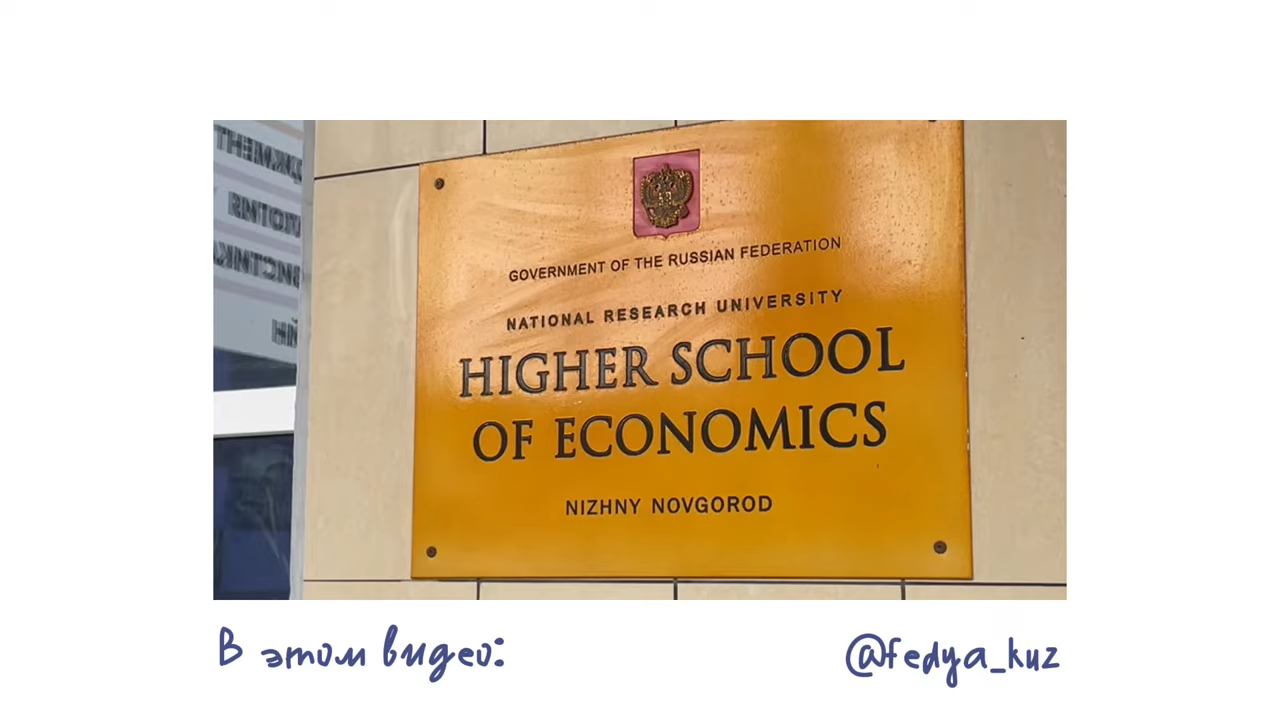 GOVERNMENT OF THE RUSSIAN FEDERATION
NATIONAL RESEARCH UNIVERSITY
HIGHER SCHOOL
OF ECONOMICS
NIZHNY NOVGOROD
В этом видео:
@fedya_kuz